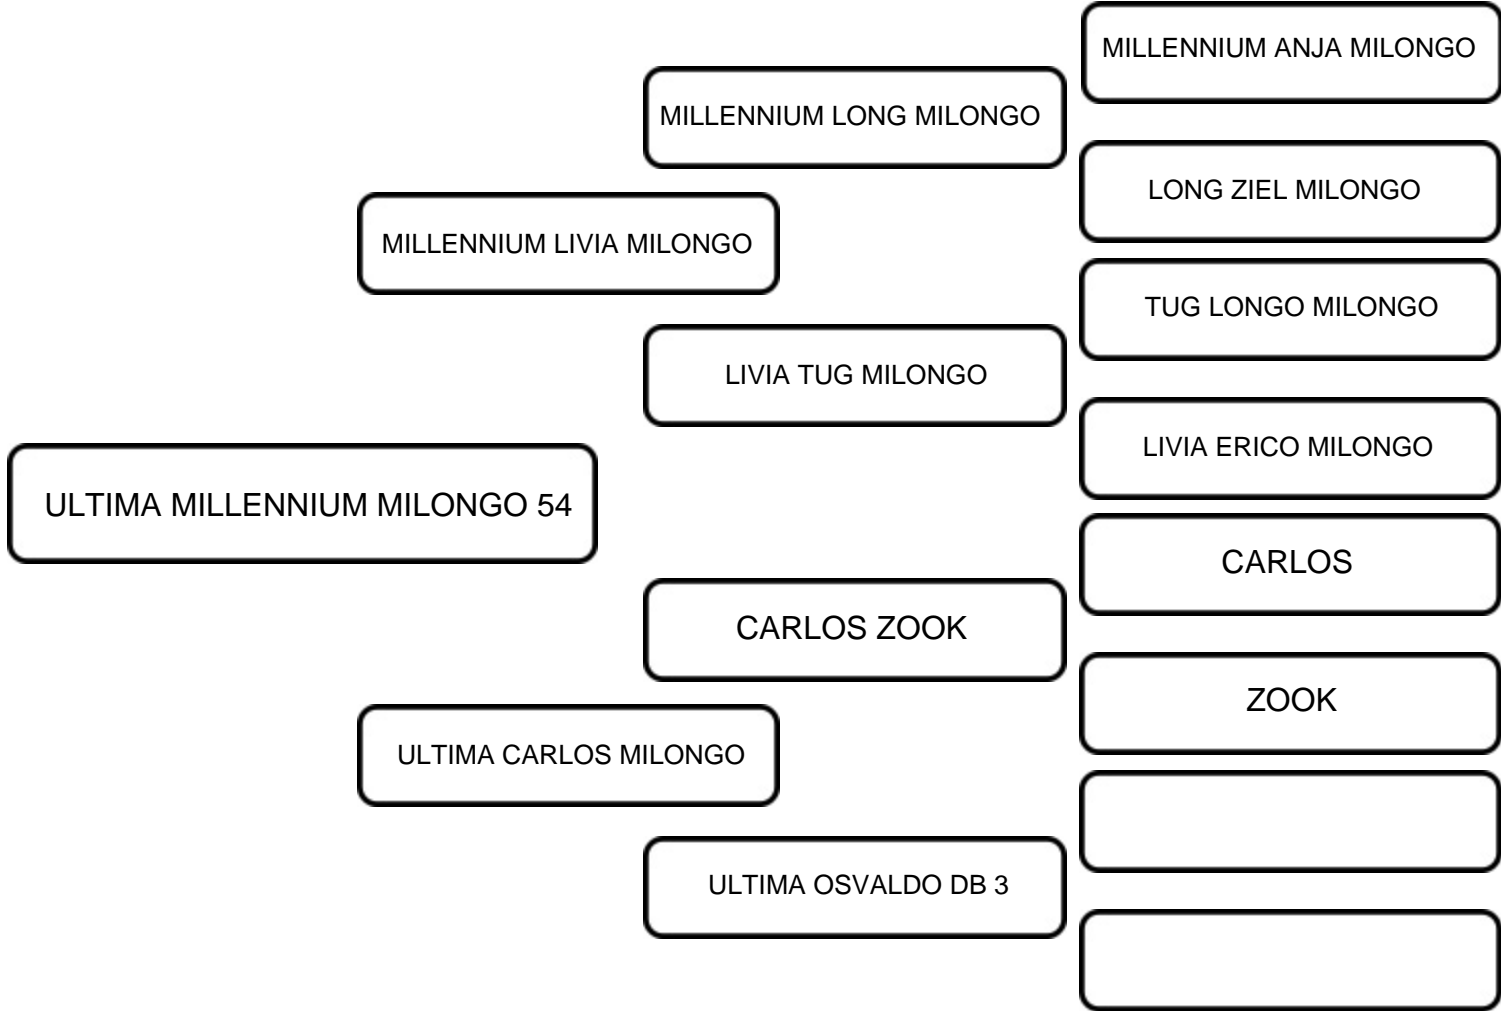 MILLENNIUM ANJA MILONGO
MILLENNIUM LONG MILONGO
LONG ZIEL MILONGO
MILLENNIUM LIVIA MILONGO
TUG LONGO MILONGO
LIVIA TUG MILONGO
LIVIA ERICO MILONGO
ULTIMA MILLENNIUM MILONGO 54
CARLOS
CARLOS ZOOK
ZOOK
ULTIMA CARLOS MILONGO
ULTIMA OSVALDO DB 3